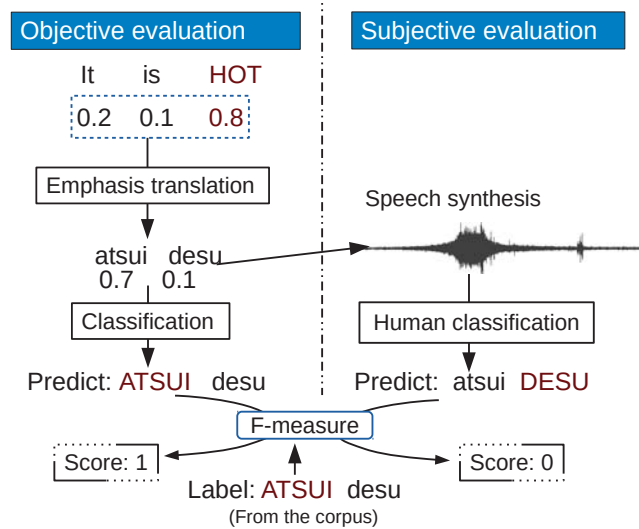 Objective evaluation
Subjective evaluation
It is HOT
0.2 0.1 0.8
Emphasis translation
Speech synthesis
atsui desu
0.7 0.1
Classification
Human classification
Predict: ATSUI desu
Predict: atsui DESU
F-measure
Score: 1
Score: 0
Label: ATSUI desu
(From the corpus)